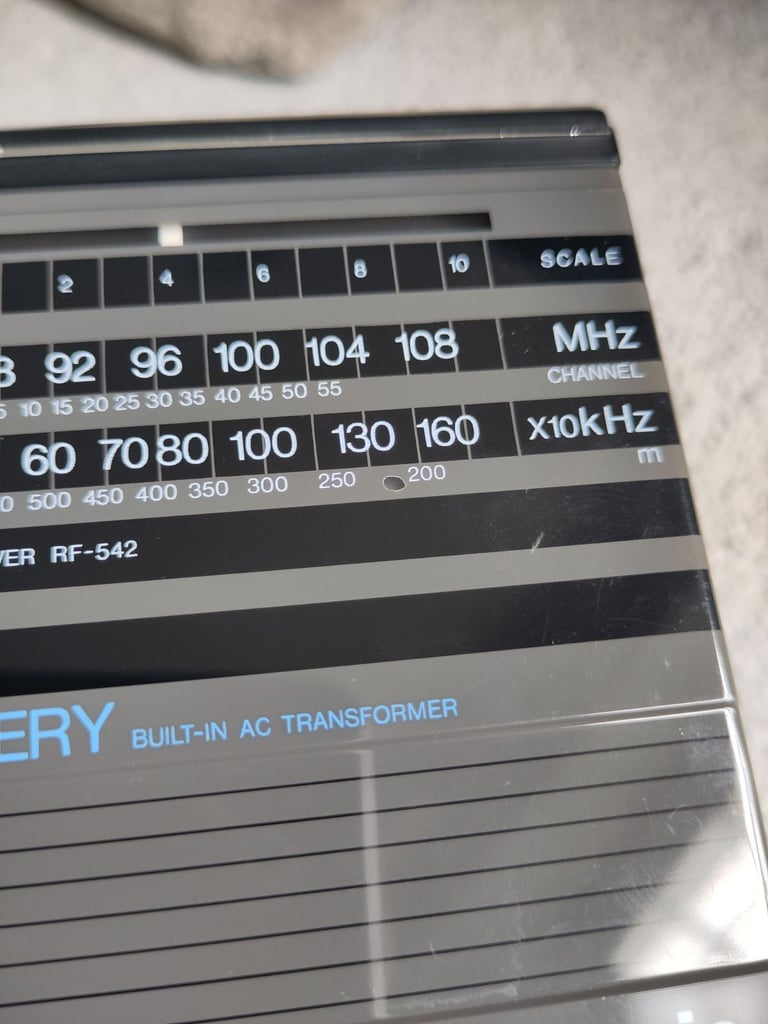 2 4 6 8 10 SCALE
92 96 100 104 108 MHz
10 15 20 25 30 35 40 45 50 55 CHANNEL
60 70 80 100 130 160 X10kHz
500 450 400 350 300 250 200 m
VER RF-542
ERY BUILT-IN AC TRANSFORMER